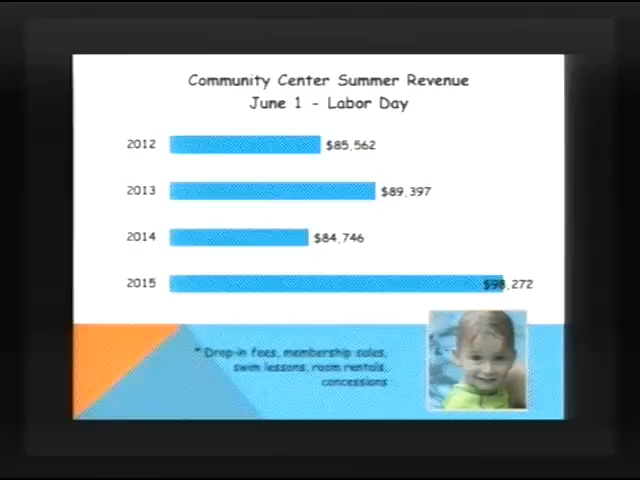 Community Center Summer Revenue
June 1 - Labor Day
2012 $85,562
2013 $89,397
2014 $84,746
2015 $98,272
* Drop-in fees, membership sales,
swim lessons, room rentals,
concessions